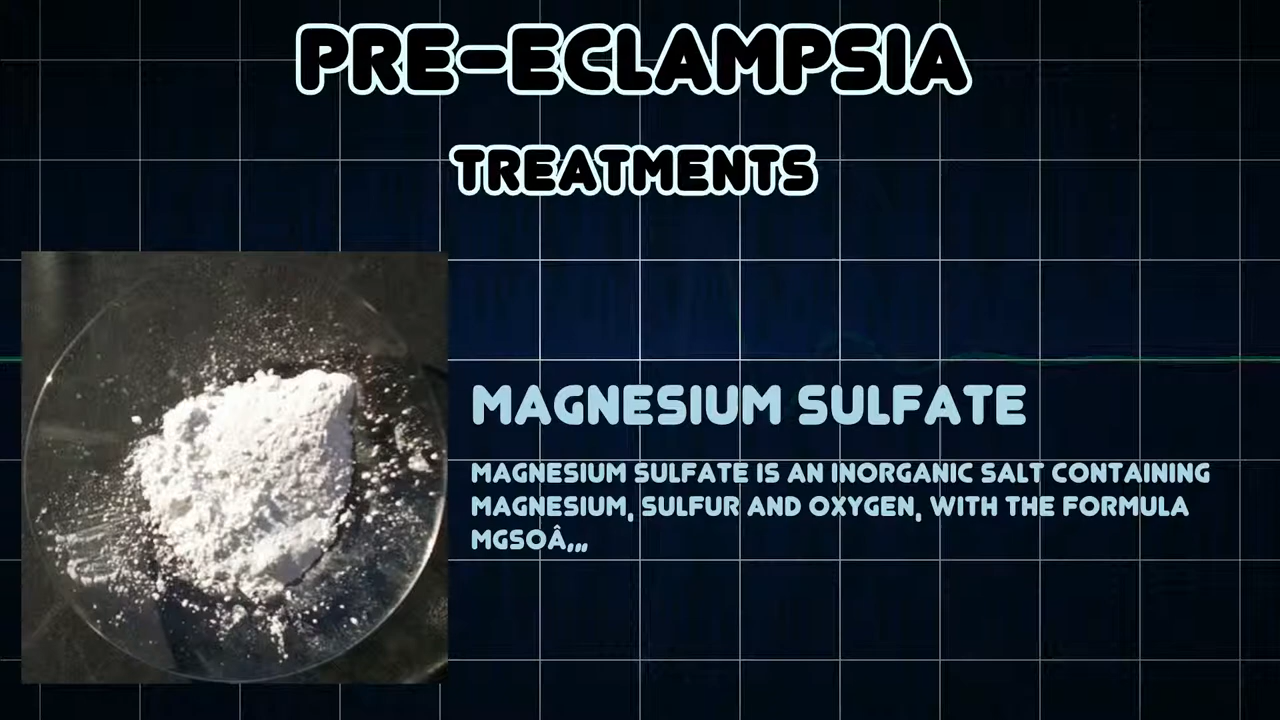 PRE-ECLAMPSIA
TREATMENTS
MAGNESIUM SULFATE
MAGNESIUM SULFATE IS AN INORGANIC SALT CONTAINING
MAGNESIUM, SULFUR AND OXYGEN, WITH THE FORMULA
MGSOÂ,,,